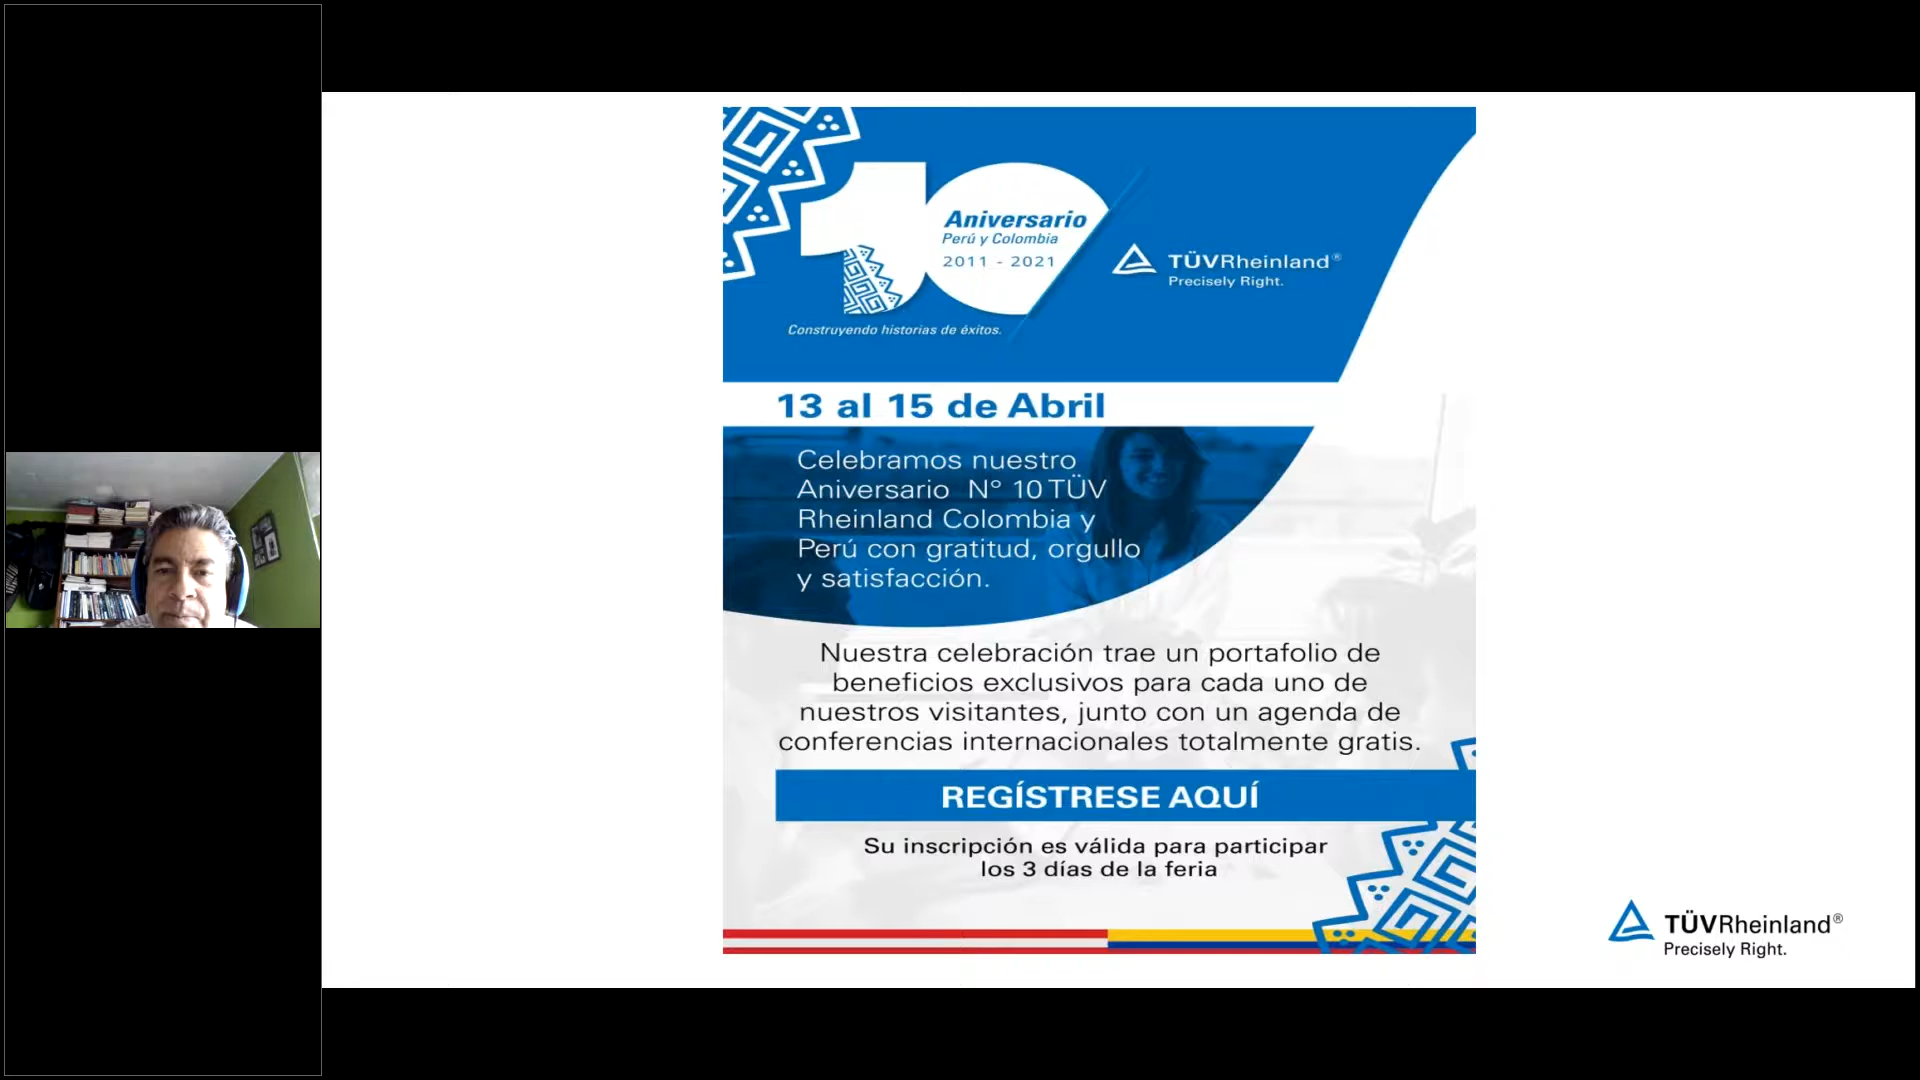 10
Aniversario
Perú y Colombia
2011 - 2021
Construyendo historias de éxitos.
TÜVRheinland®
Precisely Right.
13 al 15 de Abril
Celebramos nuestro
Aniversario N° 10 TÜV
Rheinland Colombia y
Perú con gratitud, orgullo
y satisfacción.
Nuestra celebración trae un portafolio de
beneficios exclusivos para cada uno de
nuestros visitantes, junto con un agenda de
conferencias internacionales totalmente gratis.
REGÍSTRESE AQUÍ
Su inscripción es válida para participar
los 3 días de la feria
TÜVRheinland®
Precisely Right.